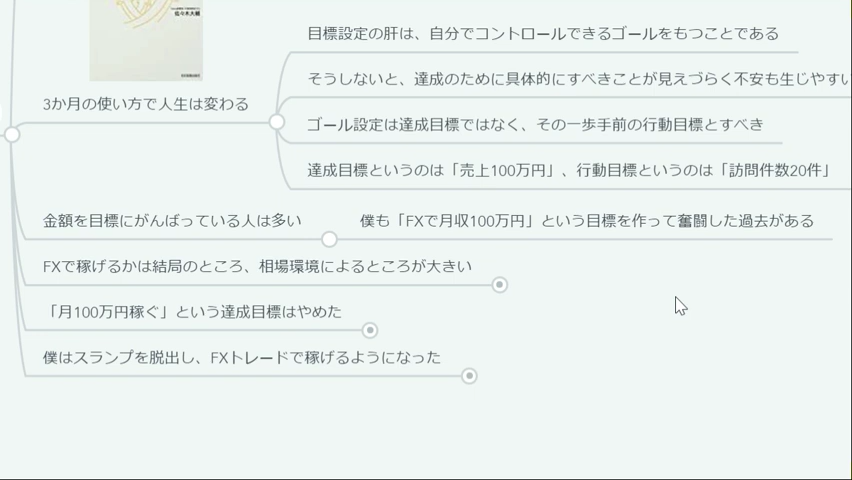 佐々木大輔
目標設定の肝は、自分でコントロールできるゴールをもつことである
そうしないと、達成のために具体的にすべきことが見えづらく不安も生じやすい
3か月の使い方で人生は変わる
ゴール設定は達成目標ではなく、その一歩手前の行動目標とすべき
達成目標というのは「売上100万円」、行動目標というのは「訪問件数20件」
金額を目標にがんばっている人は多い
僕も「FXで月収100万円」という目標を作って奮闘した過去がある
FXで稼げるかは結局のところ、相場環境によるところが大きい
「月100万円稼ぐ」という達成目標はやめた
僕はスランプを脱出し、FXトレードで稼げるようになった